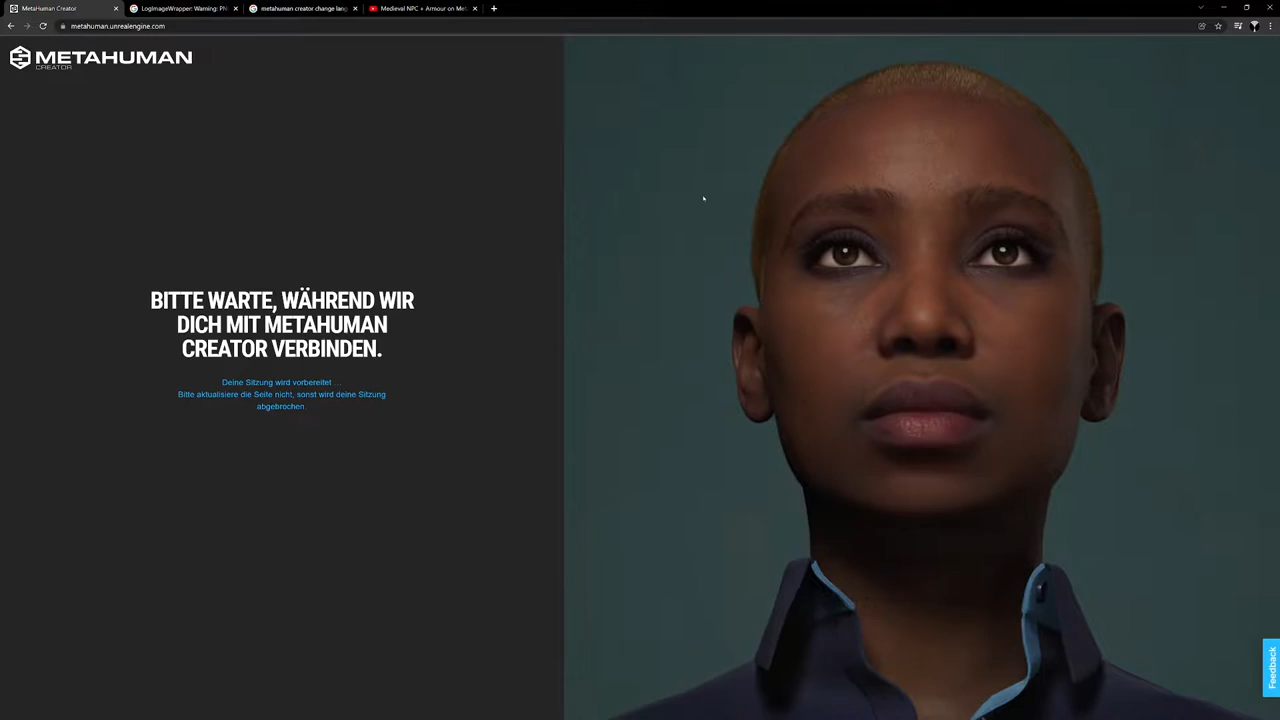 MetaHuman Creator
LogImageWrapper: Warning: PN
metahuman creator change lang
Medieval NPC + Armour on Met
metahuman.unrealengine.com
METAHUMAN
CREATOR
BITTE WARTE, WÄHREND WIR
DICH MIT METAHUMAN
CREATOR VERBINDEN.
Deine Sitzung wird vorbereitet ...
Bitte aktualisiere die Seite nicht, sonst wird deine Sitzung
abgebrochen
Feedback